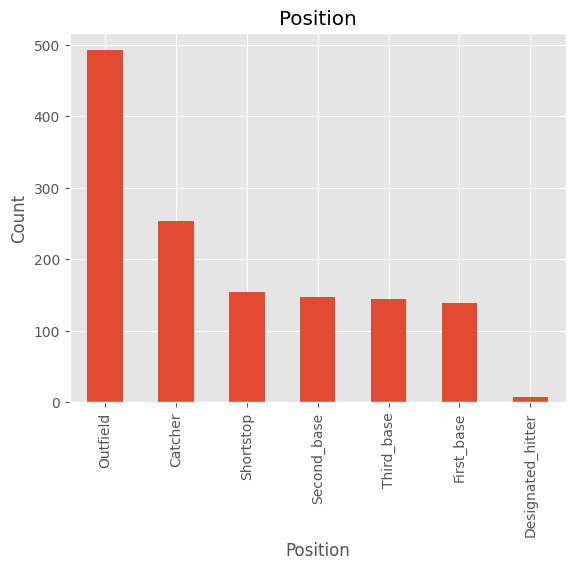 Position
500
400
300
200
100
0
Count
Outfield
Catcher
Shortstop
Second_base
Third_base
First_base
Designated_hitter
Position